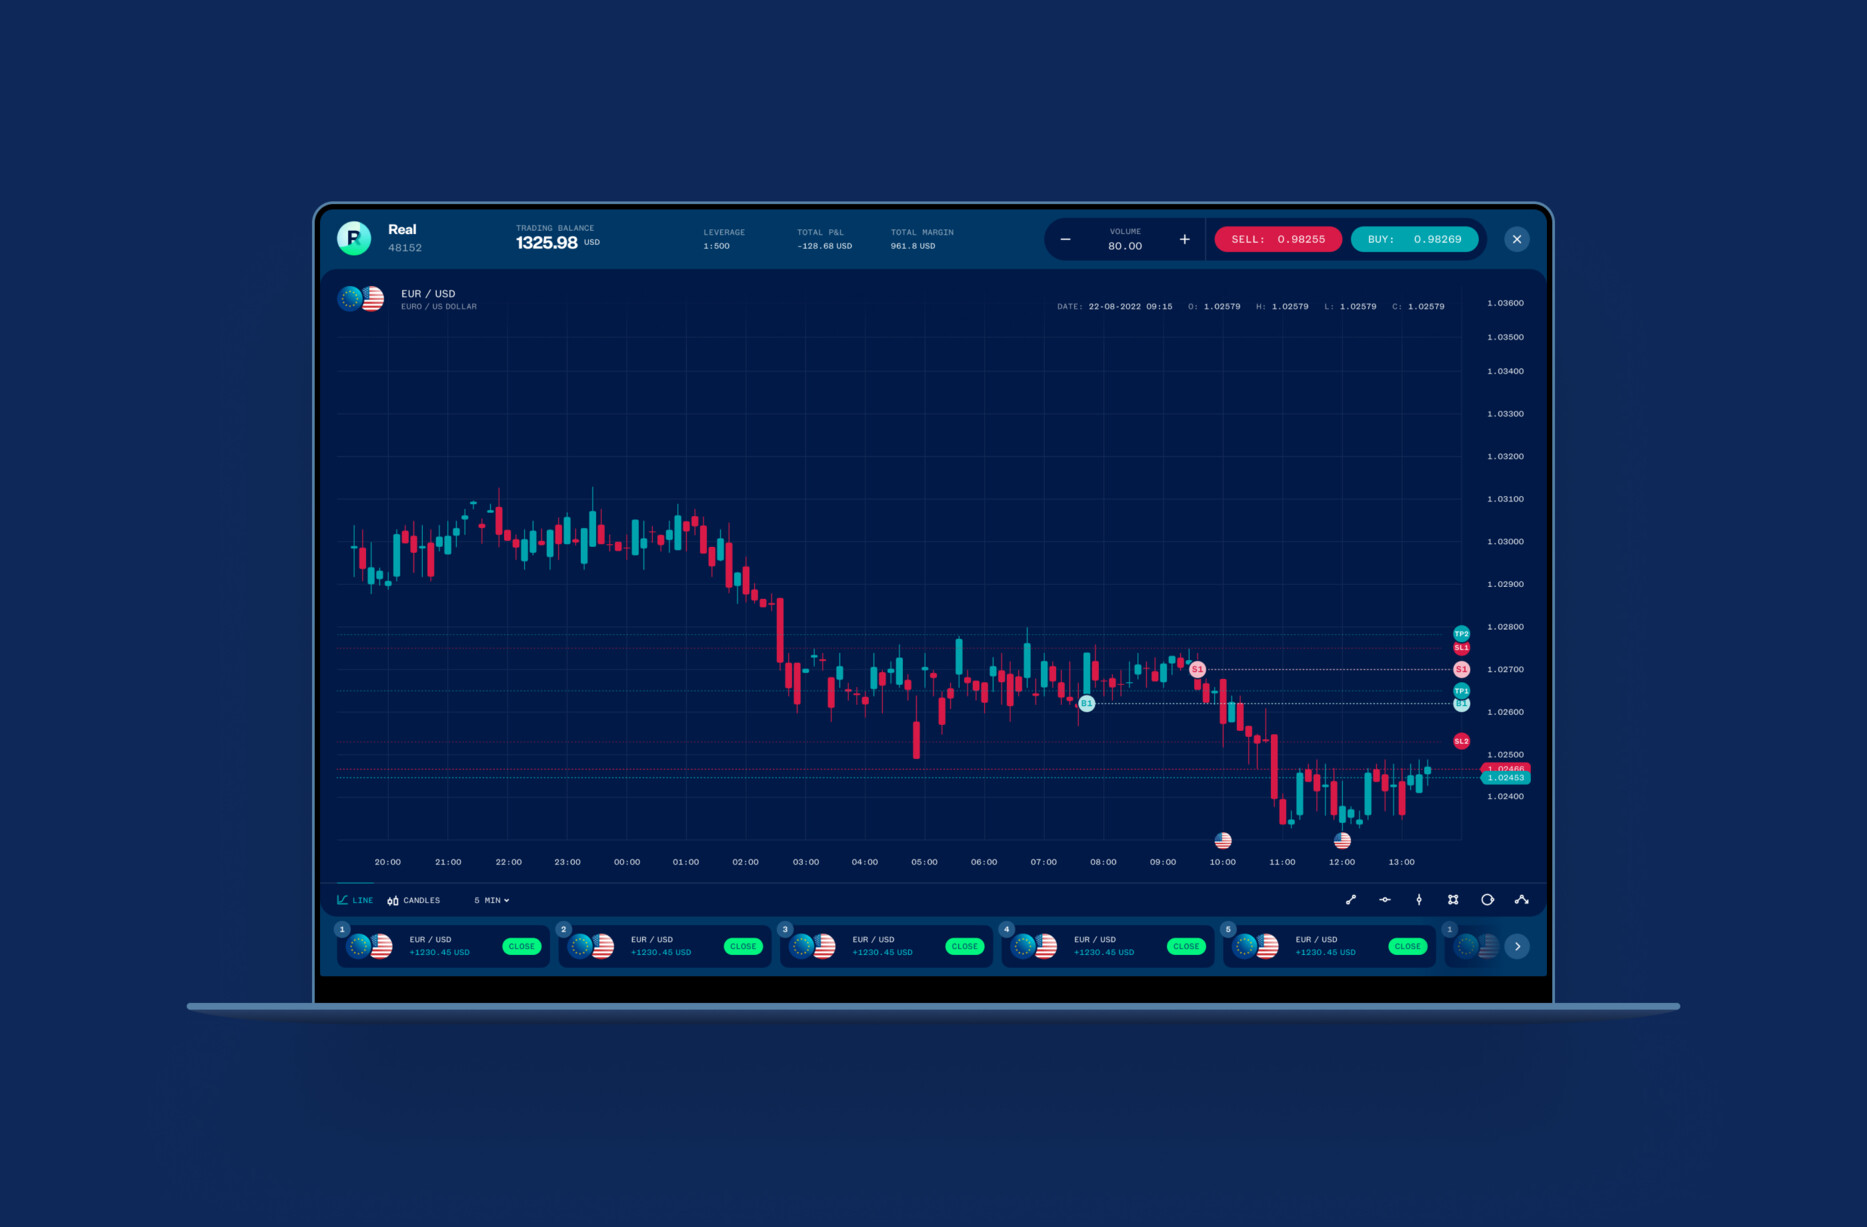 R
Real
48152
TRADING BALANCE
1325.98 USD
LEVERAGE
1:500
TOTAL P&L
-128.68 USD
TOTAL MARGIN
961.8 USD
VOLUME
80.00
SELL: 0.98255
BUY: 0.98269
EUR / USD
EURO / US DOLLAR
DATE: 22-08-2022 09:15 O: 1.02579 H: 1.02579 L: 1.02579 C: 1.02579
1.03600
1.03500
1.03400
1.03300
1.03200
1.03100
1.03000
1.02900
1.02800
TP2
SL1
S1
S1
1.02700
TP1
B1
B1
1.02600
SL2
1.02500
1.02466
1.02453
1.02400
20:00 21:00 22:00 23:00 00:00 01:00 02:00 03:00 04:00 05:00 06:00 07:00 08:00 09:00 10:00 11:00 12:00 13:00
LINE CANDLES 5 MIN
1
EUR / USD
+1230.45 USD
CLOSE
2
EUR / USD
+1230.45 USD
CLOSE
3
EUR / USD
+1230.45 USD
CLOSE
4
EUR / USD
+1230.45 USD
CLOSE
5
EUR / USD
+1230.45 USD
CLOSE
1